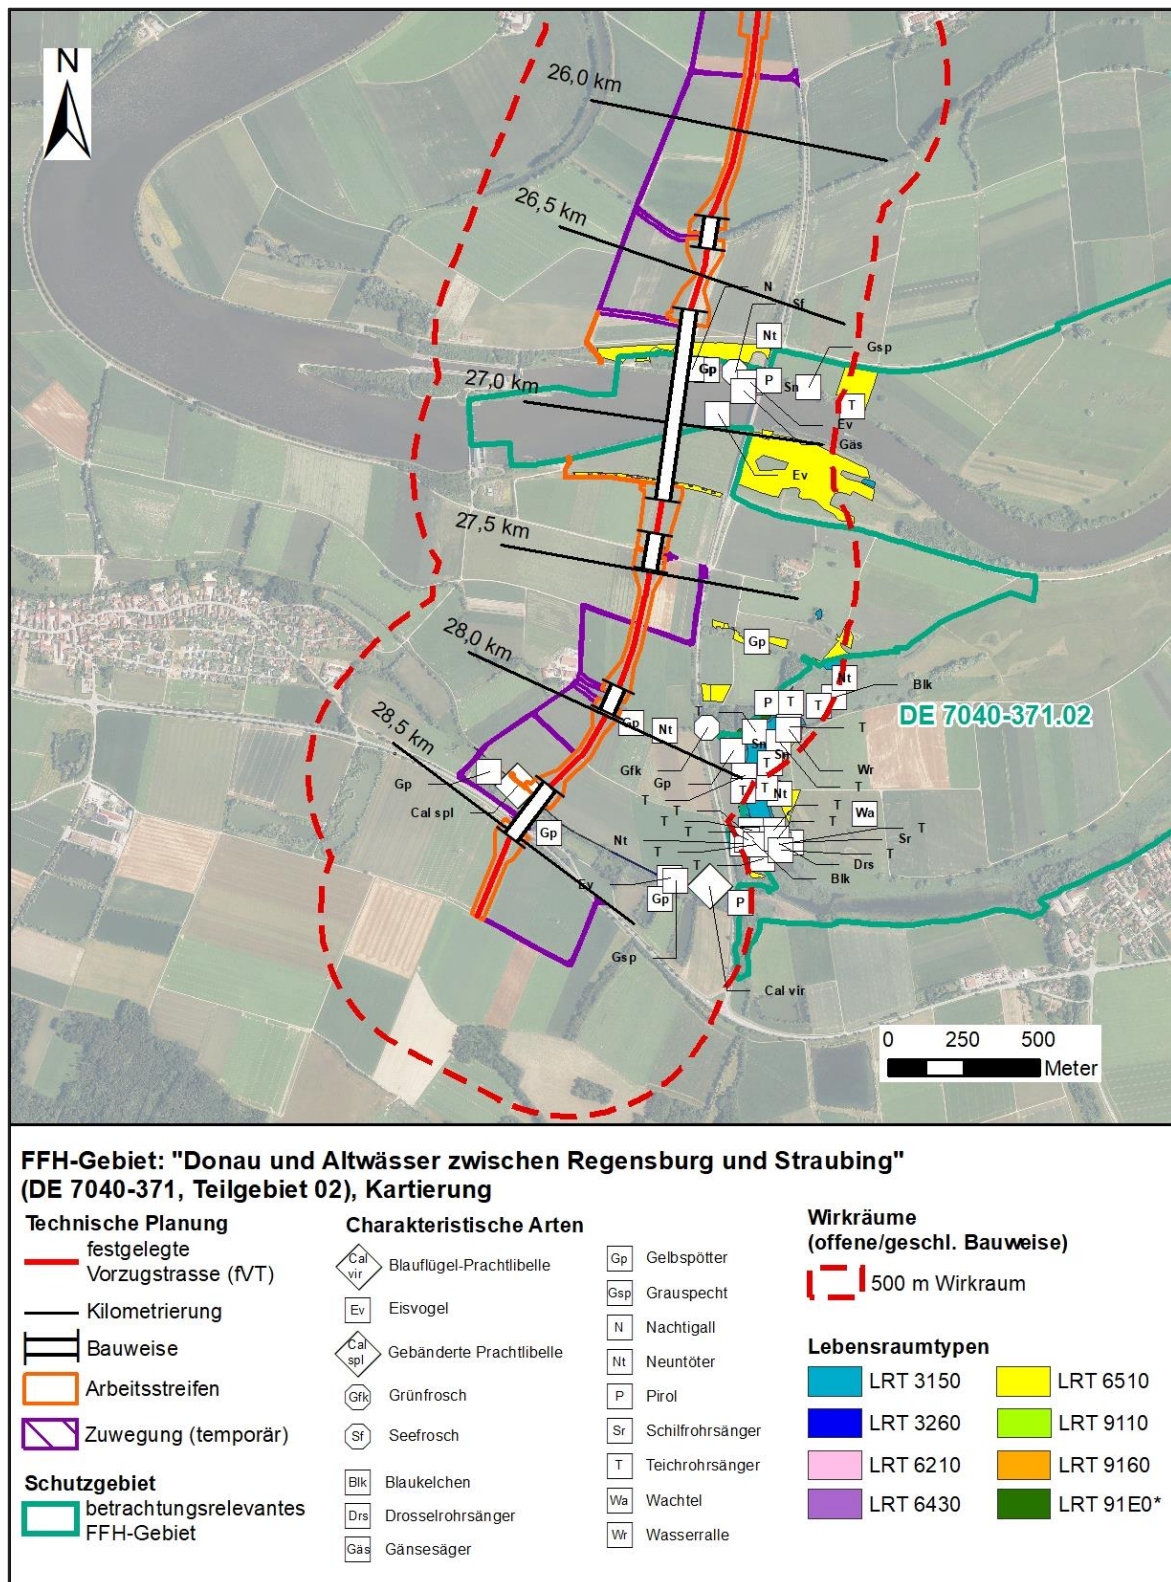 N
26,0 km
26,5 km
N
Sf
Nt
Gsp
Gp
P
Sn
27,0 km
T
Ev
Gäs
Ev
27,5 km
Gp
28,0 km
Nt
Blk
P
T
T
T
DE 7040-371.02
28,5 km
Gp
Nt
Sn
T
Sn
Gfk
T
Wr
Gp
Gp
T
T
T
Nt
Cal spl
T
T
T
Wa
Gp
Nt
T
T
T
T
Sr
T
T
T
Drs
Ev
Blk
Gp
P
Gsp
Cal vir
0 250 500
Meter
FFH-Gebiet: "Donau und Altwässer zwischen Regensburg und Straubing"
(DE 7040-371, Teilgebiet 02), Kartierung
Technische Planung
festgelegte
Vorzugstrasse (fVT)
Kilometrierung
Bauweise
Arbeitsstreifen
Zuwegung (temporär)
Schutzgebiet
betrachtungsrelevantes
FFH-Gebiet
Charakteristische Arten
Cal
vir
Blauflügel-Prachtlibelle
Ev Eisvogel
Cal
spl
Gebänderte Prachtlibelle
Gfk Grünfrosch
Sf Seefrosch
Blk Blaukelchen
Drs Drosselrohrsänger
Gäs Gänsesäger
Gp Gelbspötter
Gsp Grauspecht
N Nachtigall
Nt Neuntöter
P Pirol
Sr Schilfrohrsänger
T Teichrohrsänger
Wa Wachtel
Wr Wasserralle
Wirkräume
(offene/geschl. Bauweise)
500 m Wirkraum
Lebensraumtypen
LRT 3150
LRT 3260
LRT 6210
LRT 6430
LRT 6510
LRT 9110
LRT 9160
LRT 91E0*